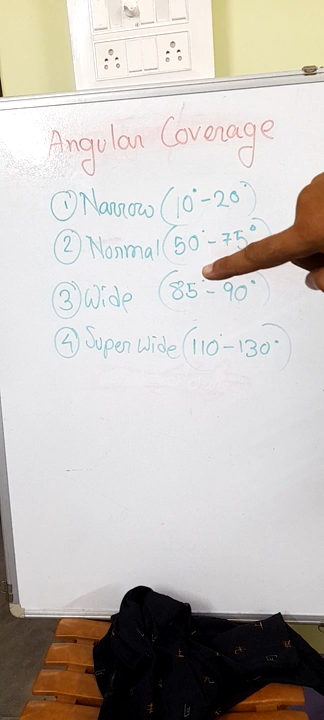 Angular Coverage
① Narrow (10°-20°)
② Normal (50°-75°)
③ Wide (85°-90°)
④ Super Wide (110°-130°)